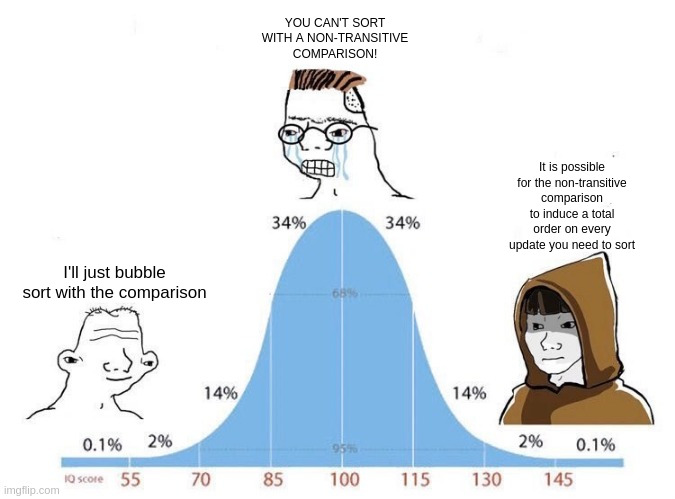 YOU CAN'T SORT
WITH A NON-TRANSITIVE
COMPARISON!
It is possible
for the non-transitive
comparison
to induce a total
order on every
update you need to sort
I'll just bubble
sort with the comparison
34% 34%
68%
14% 14%
95%
0.1% 2% 2% 0.1%
IQ score 55 70 85 100 115 130 145
imgflip.com